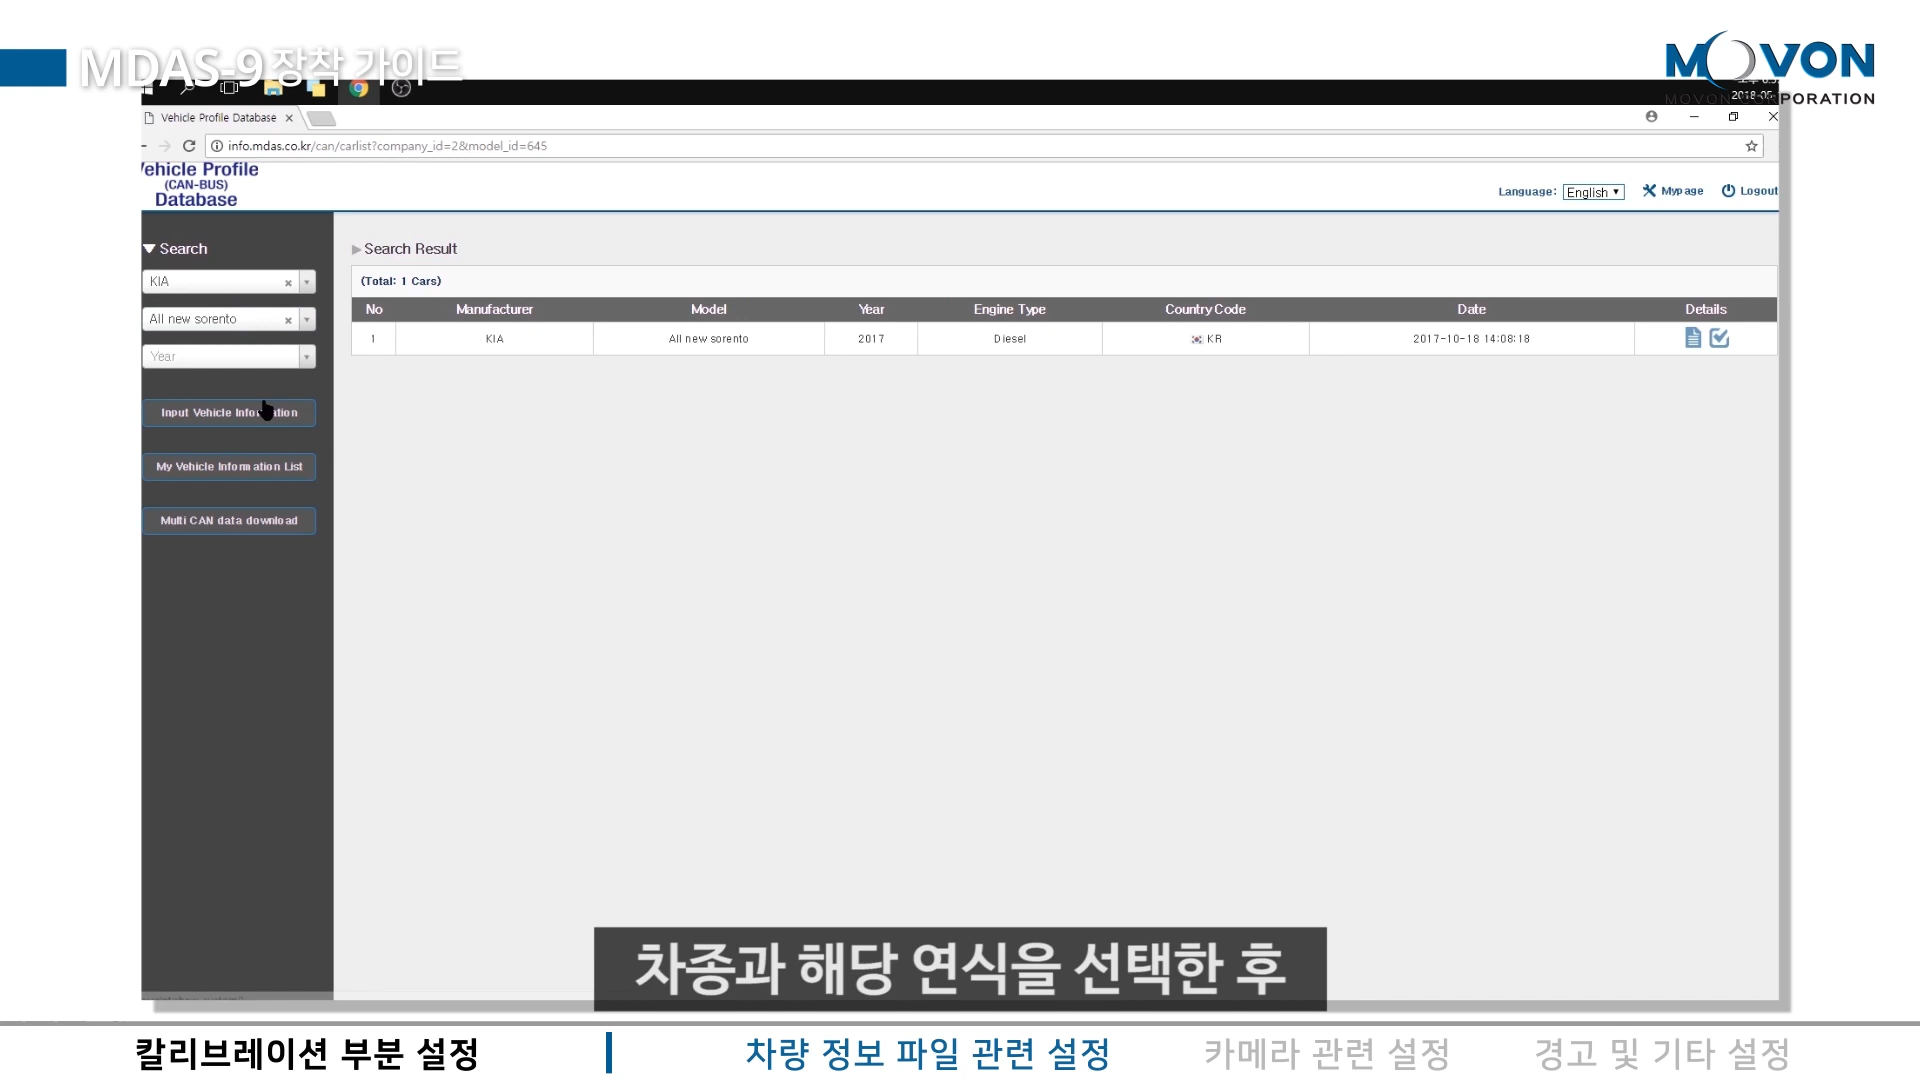 MDAS-9 장착 가이드
MOVON
MOVON CORPORATION
2018-05-
Vehicle Profile Database
info.mdas.co.kr/can/carlist?company_id=2&model_id=645
ehicle Profile
(CAN-BUS)
Database
Language: English Mypage Logout
Search
KIA
All new sorento
Year
Input Vehicle Information
My Vehicle Information List
Multi CAN data download
Search Result
(Total: 1 Cars)
No Manufacturer Model Year Engine Type Country Code Date Details
1 KIA All new sorento 2017 Diesel KR 2017-10-18 14:08:18
차종과 해당 연식을 선택한 후
칼리브레이션 부분 설정 차량 정보 파일 관련 설정 카메라 관련 설정 경고 및 기타 설정